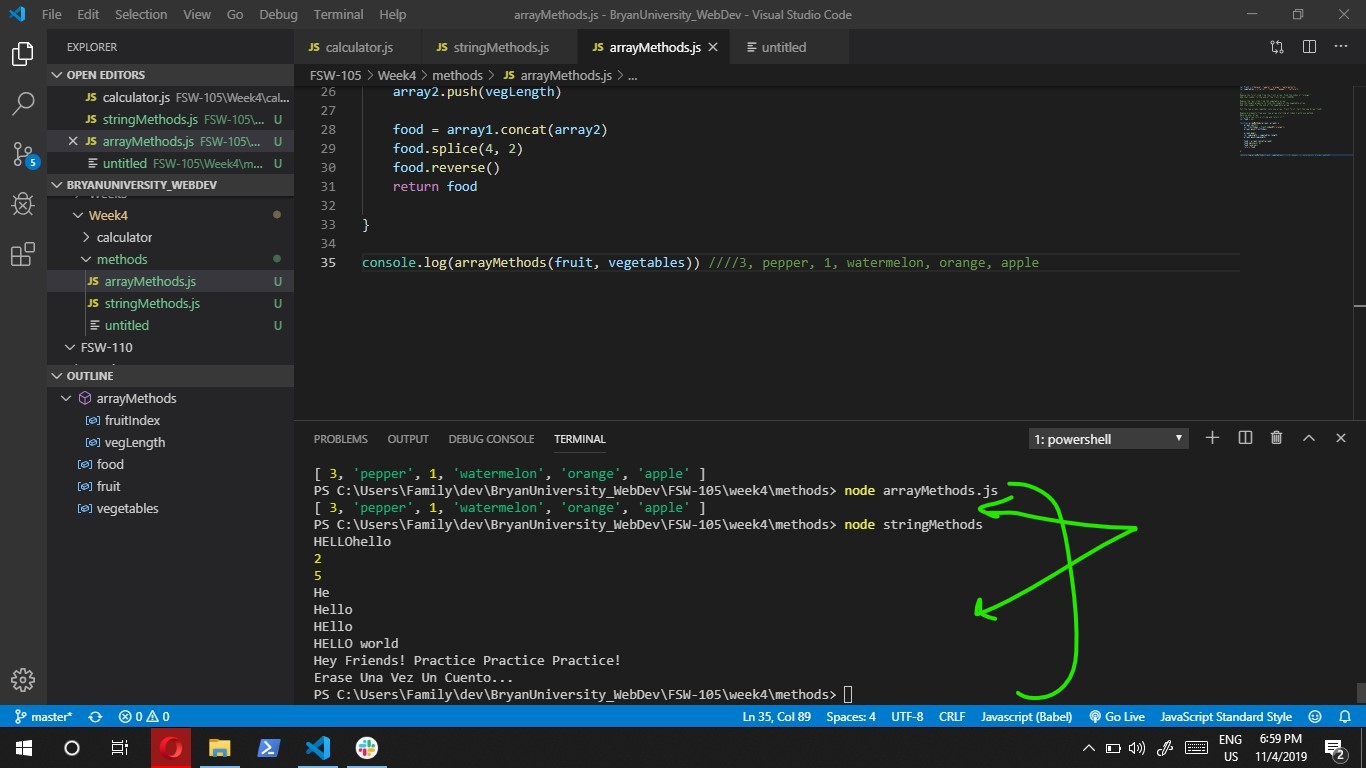 File Edit Selection View Go Debug Terminal Help arrayMethods.js - BryanUniversity_WebDev - Visual Studio Code
EXPLORER
OPEN EDITORS
JS calculator.js FSW-105\Week4\cal...
JS stringMethods.js FSW-105\... U
JS arrayMethods.js FSW-105\... U
untitled FSW-105\Week4\m... U
BRYANUNIVERSITY_WEBDEV
Week4
calculator
methods
JS arrayMethods.js U
JS stringMethods.js U
untitled U
FSW-110
OUTLINE
arrayMethods
fruitIndex
vegLength
food
fruit
vegetables
5
JS calculator.js JS stringMethods.js JS arrayMethods.js untitled
FSW-105 > Week4 > methods > JS arrayMethods.js > ...
26 array2.push(vegLength)
27
28 food = array1.concat(array2)
29 food.splice(4, 2)
30 food.reverse()
31 return food
32
33 }
34
35 console.log(arrayMethods(fruit, vegetables)) ////3, pepper, 1, watermelon, orange, apple
PROBLEMS OUTPUT DEBUG CONSOLE TERMINAL 1: powershell
[ 3, 'pepper', 1, 'watermelon', 'orange', 'apple' ]
PS C:\Users\Family\dev\BryanUniversity_WebDev\FSW-105\week4\methods> node arrayMethods.js
[ 3, 'pepper', 1, 'watermelon', 'orange', 'apple' ]
PS C:\Users\Family\dev\BryanUniversity_WebDev\FSW-105\week4\methods> node stringMethods
HELLOhello
2
5
He
Hello
HEllo
HELLO world
Hey Friends! Practice Practice Practice!
Erase Una Vez Un Cuento...
PS C:\Users\Family\dev\BryanUniversity_WebDev\FSW-105\week4\methods>
master* 0 0 Ln 35, Col 89 Spaces: 4 UTF-8 CRLF Javascript (Babel) Go Live JavaScript Standard Style
ENG US 6:59 PM 11/4/2019 2